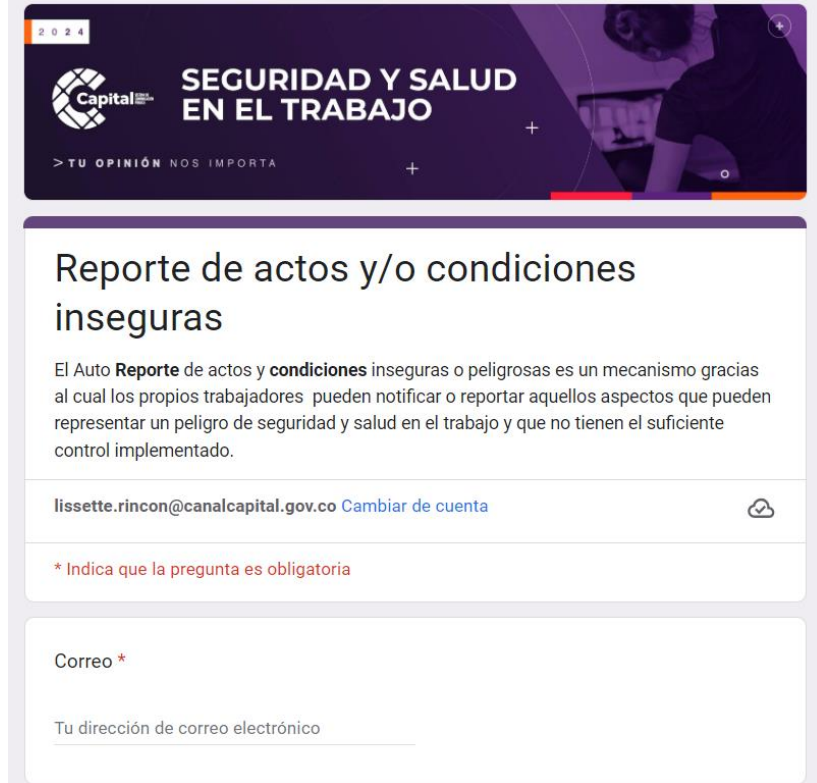 2 0 2 4
Capital
SEGURIDAD Y SALUD
EN EL TRABAJO
> TU OPINIÓN NOS IMPORTA
Reporte de actos y/o condiciones
inseguras
El Auto Reporte de actos y condiciones inseguras o peligrosas es un mecanismo gracias
al cual los propios trabajadores pueden notificar o reportar aquellos aspectos que pueden
representar un peligro de seguridad y salud en el trabajo y que no tienen el suficiente
control implementado.
lissette.rincon@canalcapital.gov.co Cambiar de cuenta
* Indica que la pregunta es obligatoria
Correo *
Tu dirección de correo electrónico